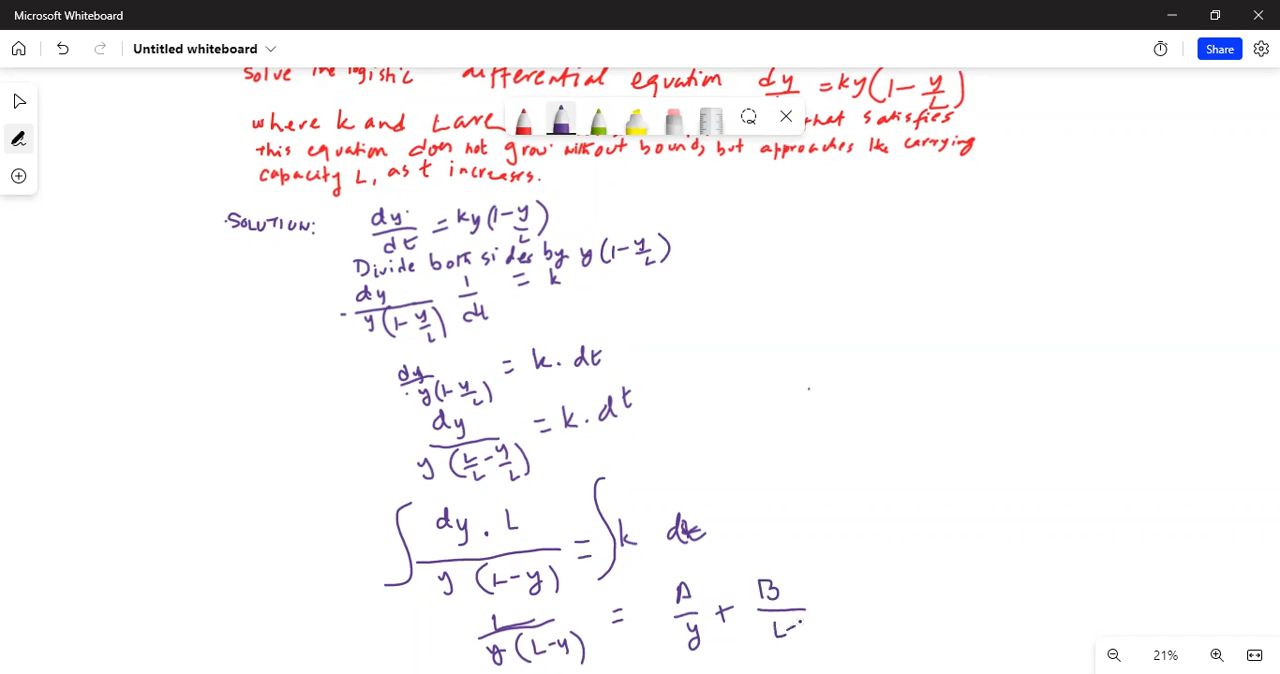 Microsoft Whiteboard
Untitled whiteboard
Share
Solve the logistic differential equation dy/ = ky(1 - y/L)
where k and L are that satisfies
this equation does not grow without bound, but approaches the carrying
capacity L, as t increases.
SOLUTION: dy/dt = ky(1 - y/L)
Divide both sides by y(1 - y/L)
dy/y(1 - y/L) 1/dt = k
dy/y(1 - y/L) = k. dt
dy/y(L/L - y/L) = k. dt
∫ dy . L/y(L-y) = ∫ k dt
L/y(L-y) = A/y + B/L-
21%